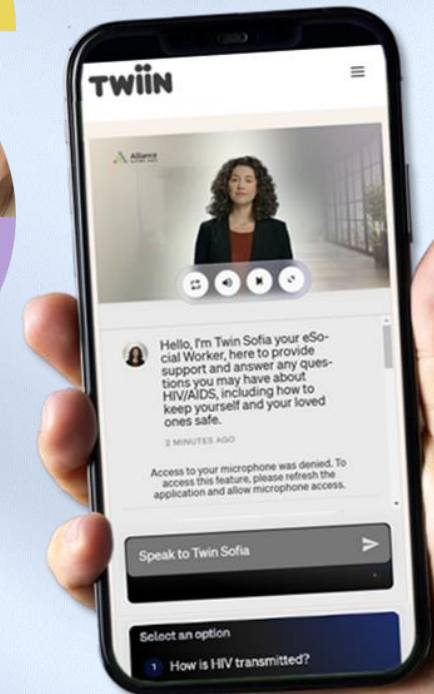 TWIIN
Alliance
Hello, I'm Twin Sofia your eSo-
cial Worker, here to provide
support and answer any ques-
tions you may have about
HIV/AIDS, including how to
keep yourself and your loved
ones safe.
2 MINUTES AGO
Access to your microphone was denied. To
access this feature, please refresh the
application and allow microphone access.
Speak to Twin Sofia
Select an option
1 How is HIV transmitted?